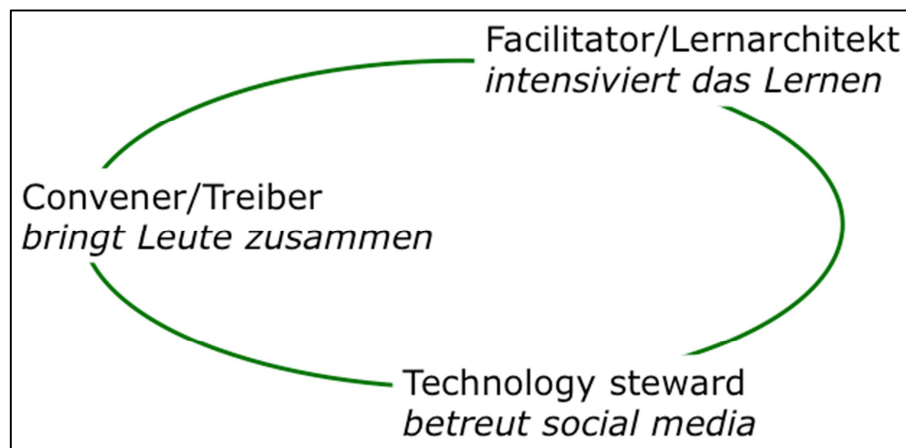 Facilitator/Lernarchitekt
intensiviert das Lernen
Convener/Treiber
bringt Leute zusammen
Technology steward
betreut social media